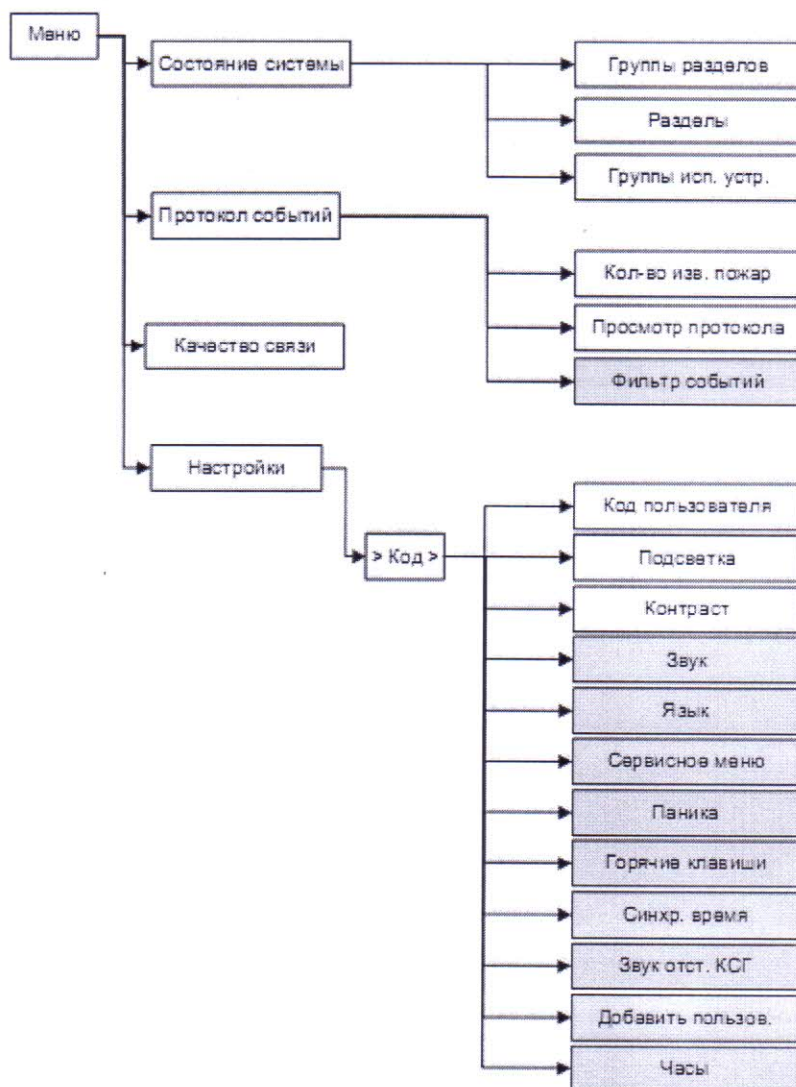 Меню
Состояние системы
Группы разделов
Разделы
Группы исп. устр.
Протокол событий
Кол-во изв. пожар
Просмотр протокола
Фильтр событий
Качество связи
Настройки
> Код >
Код пользователя
Подсветка
Контраст
Звук
Язык
Сервисное меню
Паника
Горячие клавиши
Синхр. время
Звук отст. КСГ
Добавить пользов.
Часы